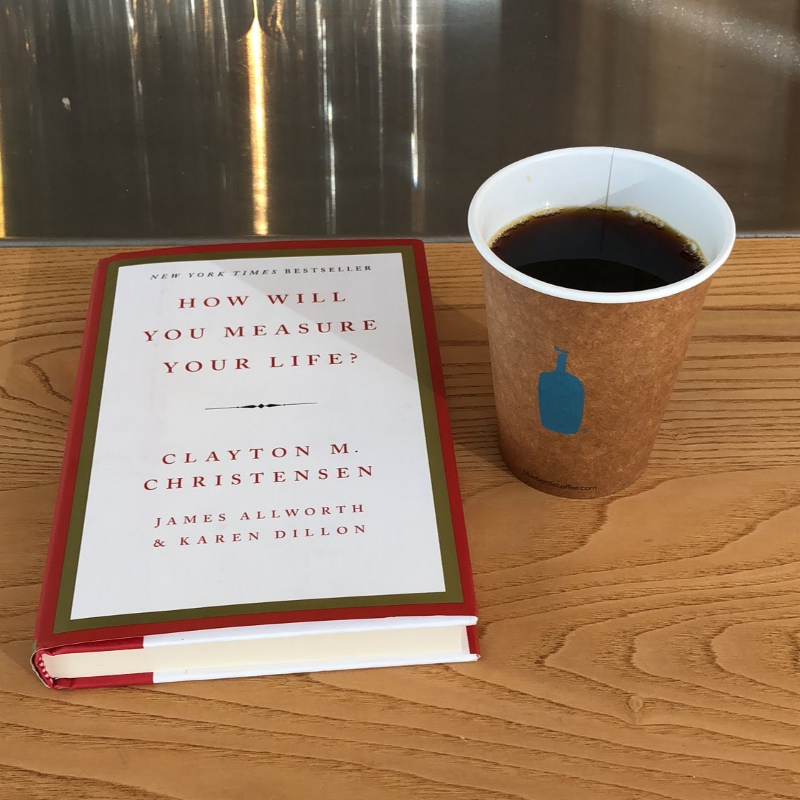 NEW YORK TIMES BESTSELLER
HOW WILL
YOU MEASURE
YOUR LIFE?
CLAYTON M.
CHRISTENSEN
JAMES ALLWORTH
& KAREN DILLON